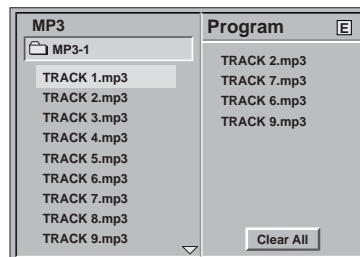 MP3
MP3-1
TRACK 1.mp3
TRACK 2.mp3
TRACK 3.mp3
TRACK 4.mp3
TRACK 5.mp3
TRACK 6.mp3
TRACK 7.mp3
TRACK 8.mp3
TRACK 9.mp3
Program E
TRACK 2.mp3
TRACK 7.mp3
TRACK 6.mp3
TRACK 9.mp3
Clear All